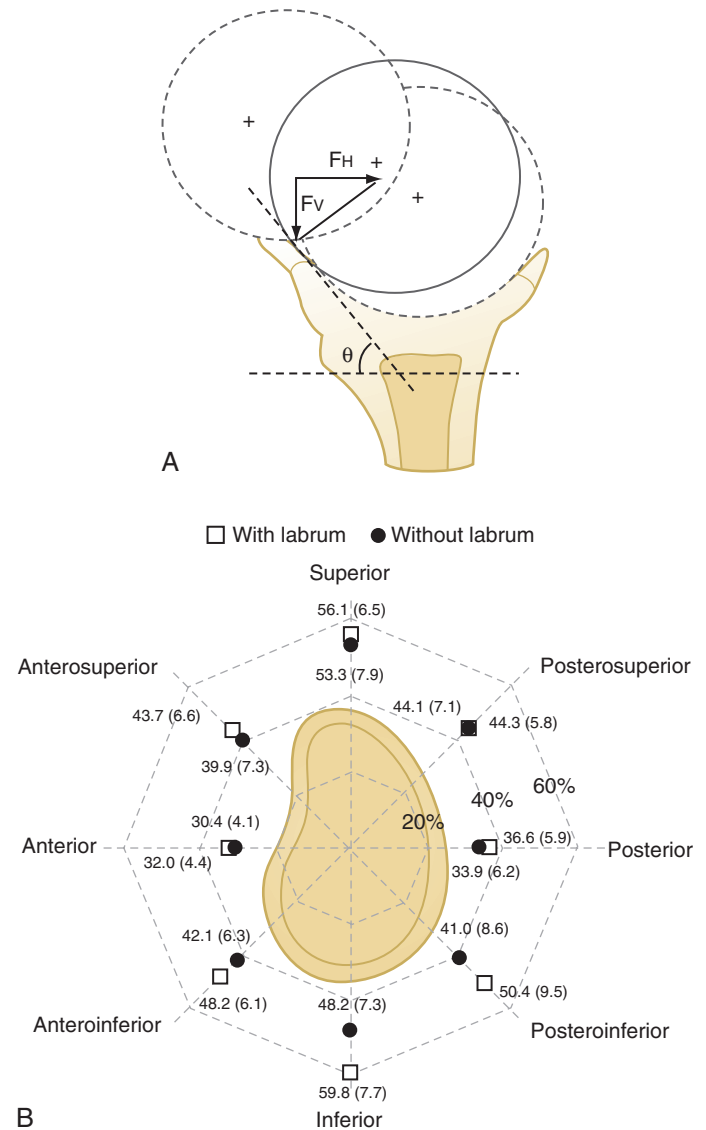 +
FH
+
FV
+
θ
A
With labrum Without labrum
Superior
56.1 (6.5)
Anterosuperior
Posterosuperior
53.3 (7.9)
44.1 (7.1)
43.7 (6.6)
44.3 (5.8)
39.9 (7.3)
60%
40%
20%
30.4 (4.1)
36.6 (5.9)
Anterior
Posterior
32.0 (4.4)
33.9 (6.2)
41.0 (8.6)
42.1 (6.3)
50.4 (9.5)
48.2 (6.1)
48.2 (7.3)
Anteroinferior
Posteroinferior
59.8 (7.7)
Inferior
B